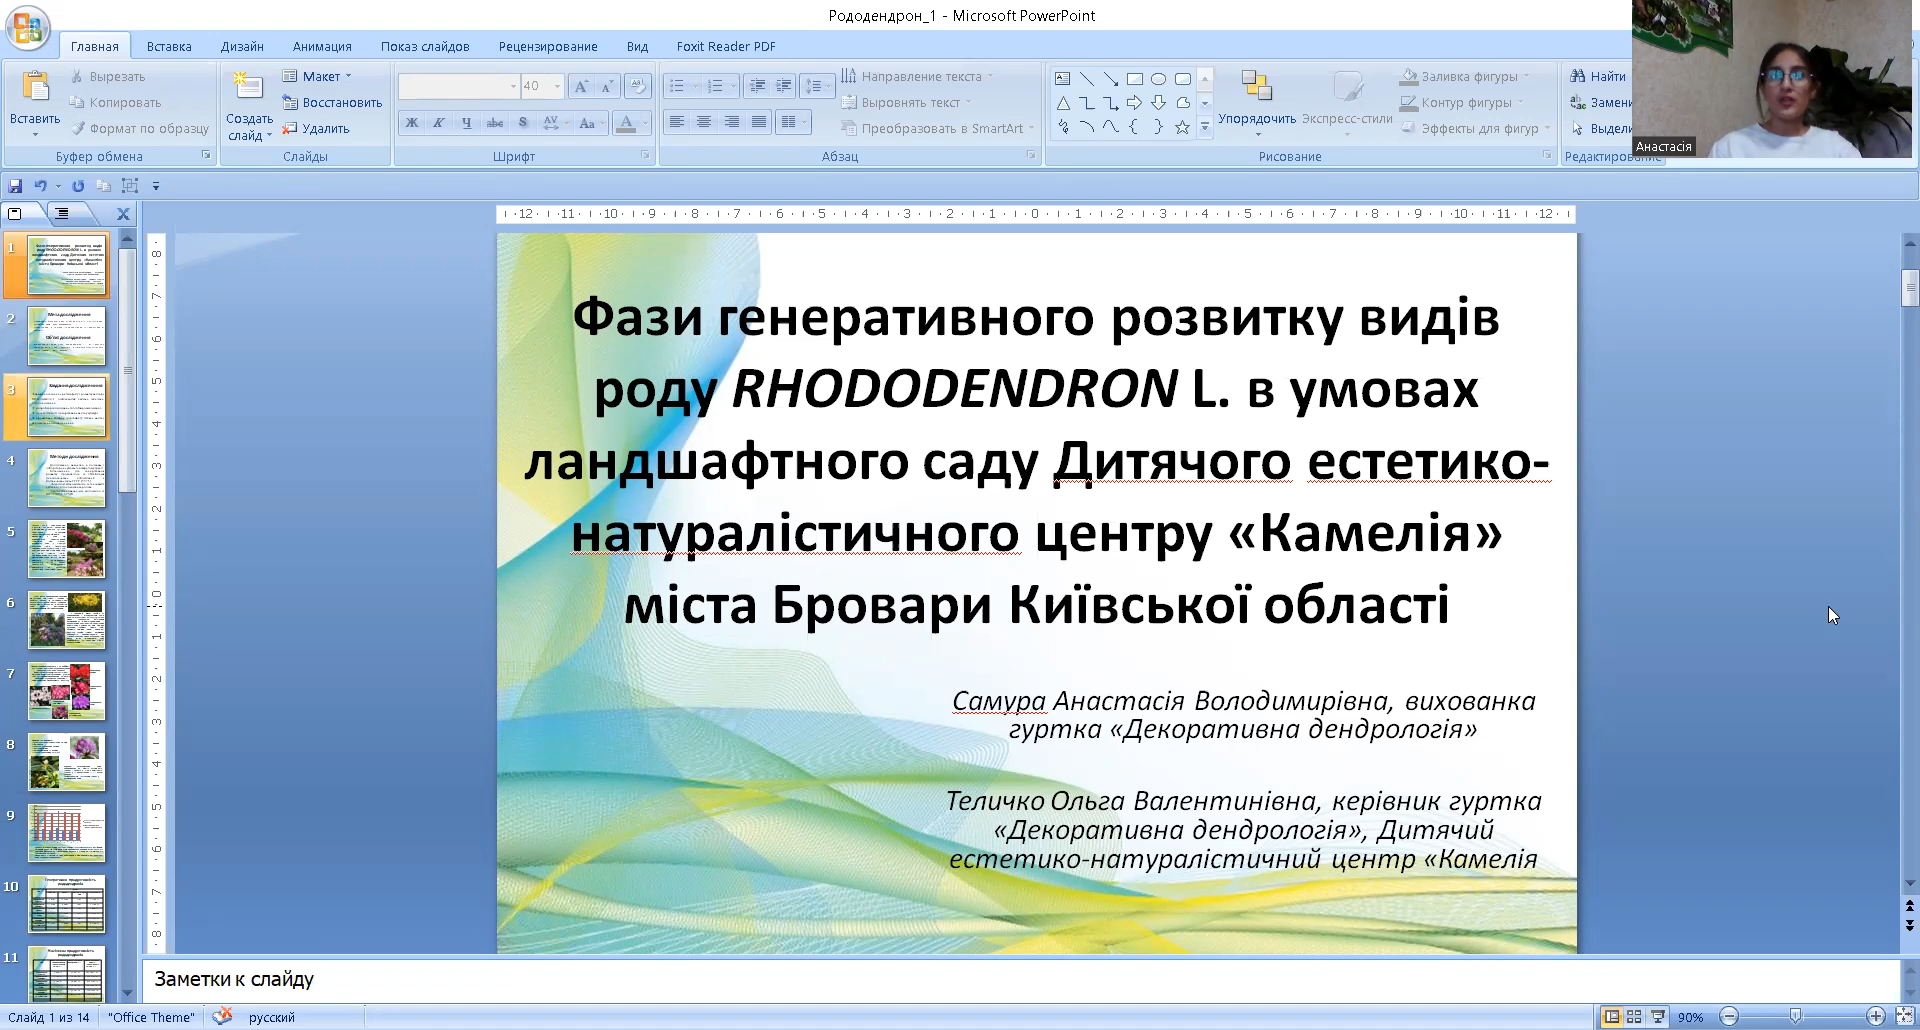 Рододендрон_1 - Microsoft PowerPoint
Главная Вставка Дизайн Анимация Показ слайдов Рецензирование Вид Foxit Reader PDF
Вставить
Вырезать
Копировать
Формат по образцу
Буфер обмена
Создать слайд
Макет
Восстановить
Удалить
Слайды
40
Шрифт
Направление текста
Выровнять текст
Преобразовать в SmartArt
Абзац
Упорядочить
Экспресс-стили
Заливка фигуры
Контур фигуры
Эффекты для фигур
Рисование
Найти
Редактирование
Анастасія
Фази генеративного розвитку видів
роду RHODODENDRON L. в умовах
ландшафтного саду Дитячого естетико-
натуралістичного центру «Камелія»
міста Бровари Київської області
Самура Анастасія Володимирівна, вихованка
гуртка «Декоративна дендрологія»
Теличко Ольга Валентинівна, керівник гуртка
«Декоративна дендрологія», Дитячий
естетико-натуралістичний центр «Камелія
Заметки к слайду
Слайд 1 из 14 "Office Theme" русский 90%